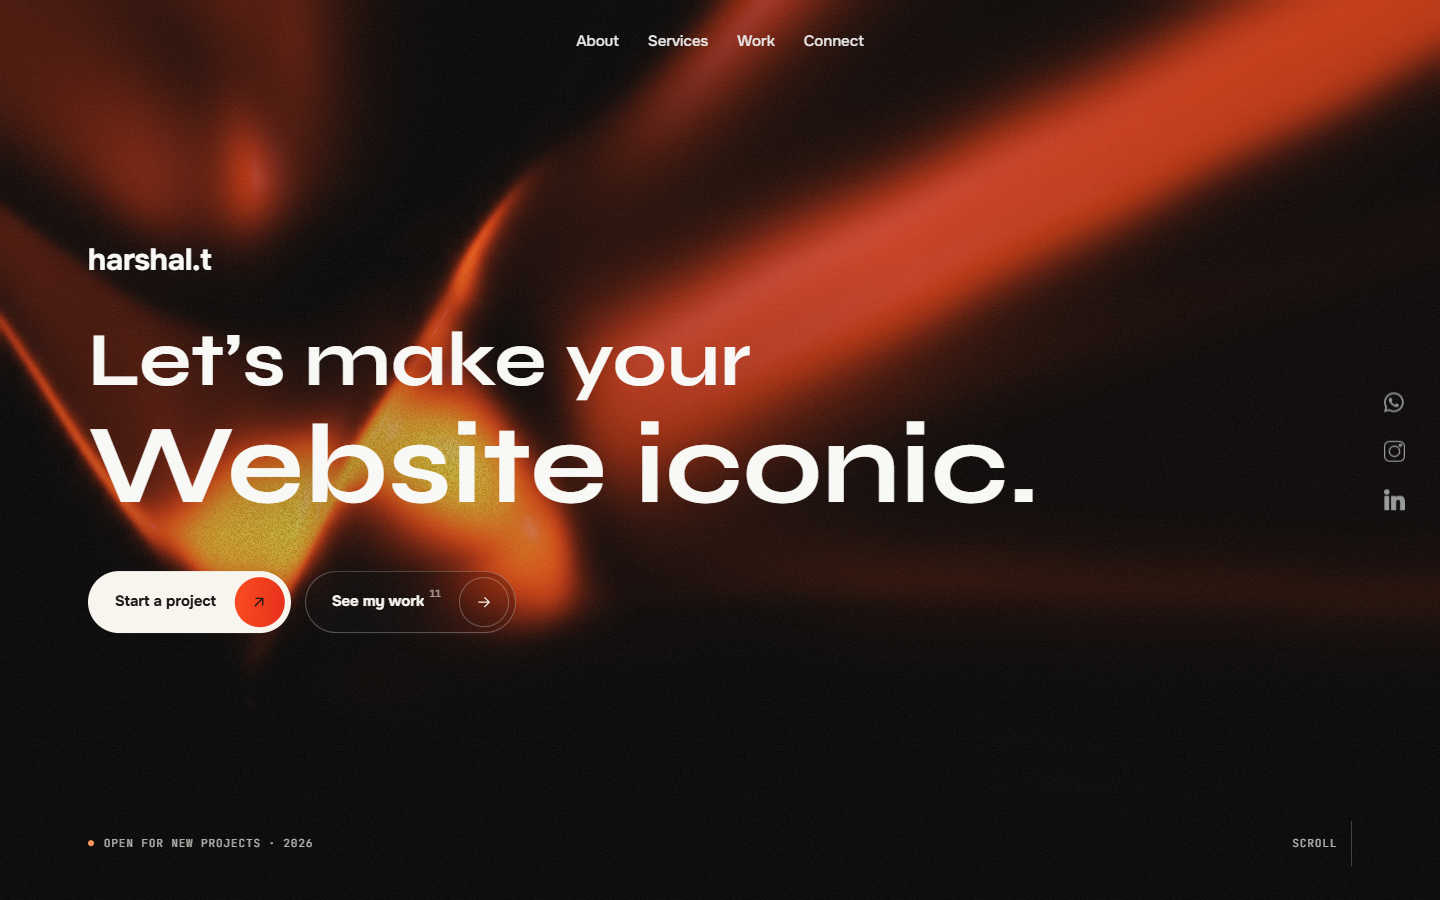 About Services Work Connect
harshal.t
Let’s make your
Website iconic.
Start a project
See my work 11
in
OPEN FOR NEW PROJECTS · 2026
SCROLL